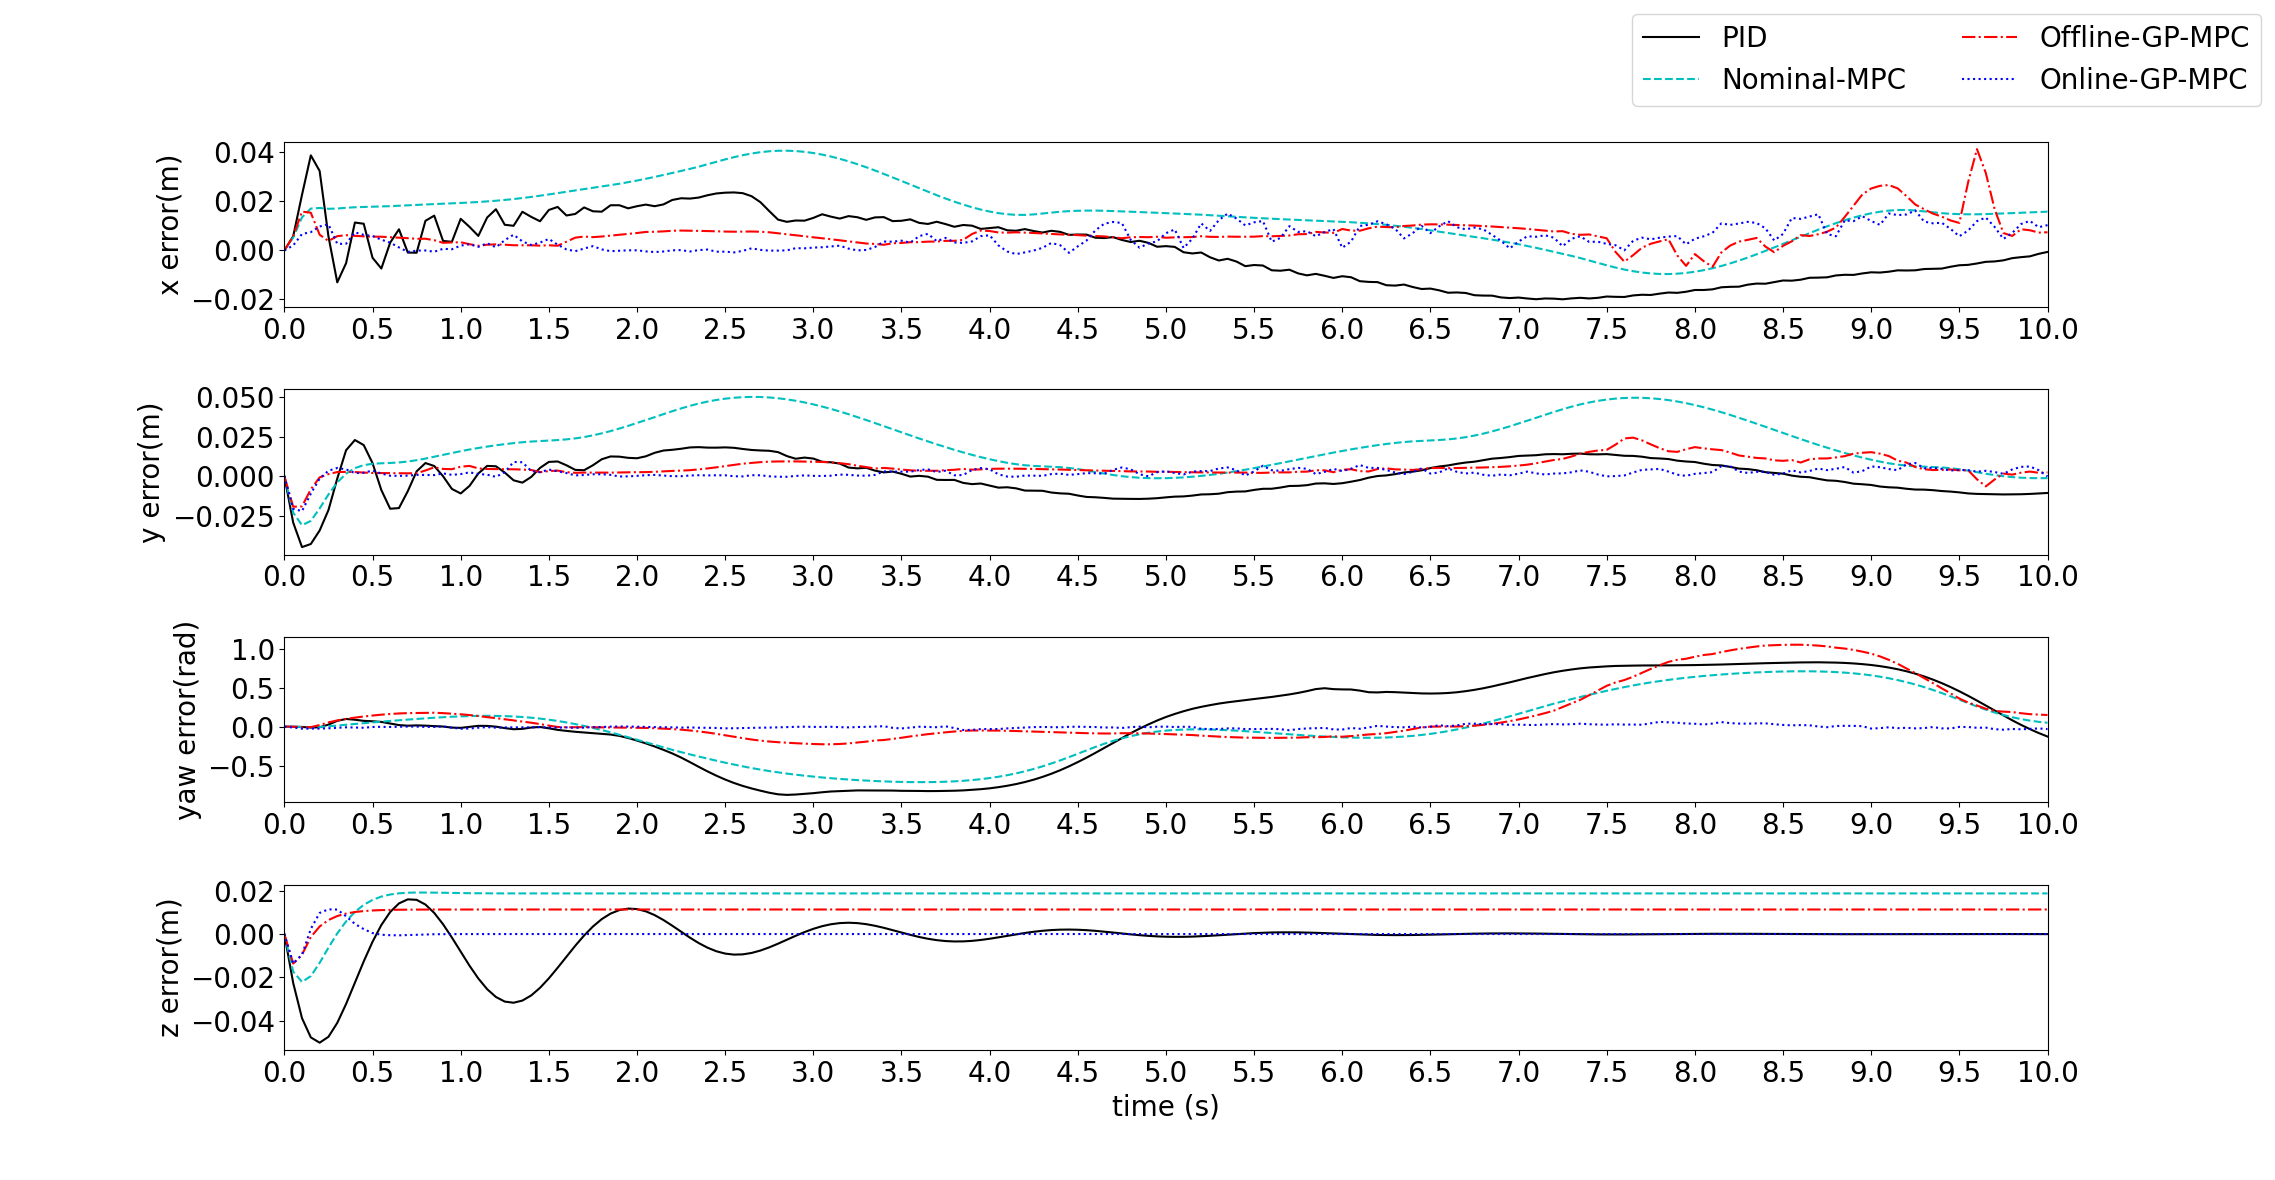 PID
Nominal-MPC
Offline-GP-MPC
Online-GP-MPC
x error(m)
0.04
0.02
0.00
−0.02
0.0 0.5 1.0 1.5 2.0 2.5 3.0 3.5 4.0 4.5 5.0 5.5 6.0 6.5 7.0 7.5 8.0 8.5 9.0 9.5 10.0
y error(m)
0.050
0.025
0.000
−0.025
0.0 0.5 1.0 1.5 2.0 2.5 3.0 3.5 4.0 4.5 5.0 5.5 6.0 6.5 7.0 7.5 8.0 8.5 9.0 9.5 10.0
yaw error(rad)
1.0
0.5
0.0
−0.5
0.0 0.5 1.0 1.5 2.0 2.5 3.0 3.5 4.0 4.5 5.0 5.5 6.0 6.5 7.0 7.5 8.0 8.5 9.0 9.5 10.0
z error(m)
0.02
0.00
−0.02
−0.04
0.0 0.5 1.0 1.5 2.0 2.5 3.0 3.5 4.0 4.5 5.0 5.5 6.0 6.5 7.0 7.5 8.0 8.5 9.0 9.5 10.0
time (s)